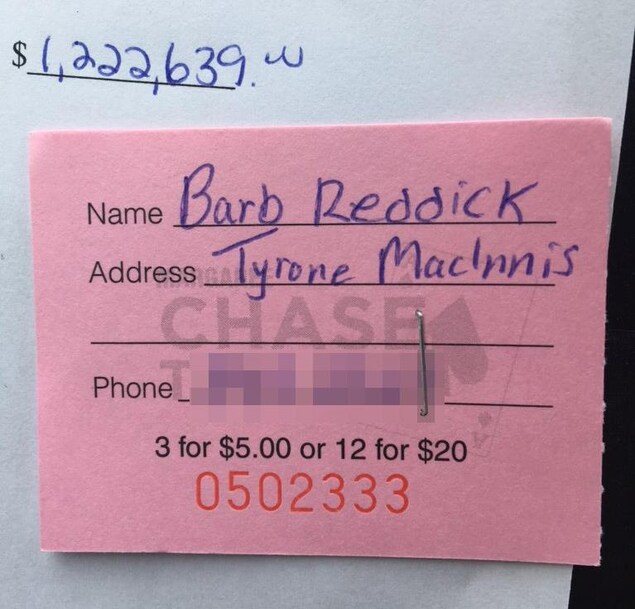 $1,222,639.00
Name Barb Reddick
Address Tyrone MacInnis
CHASE
Phone
3 for $5.00 or 12 for $20
0502333